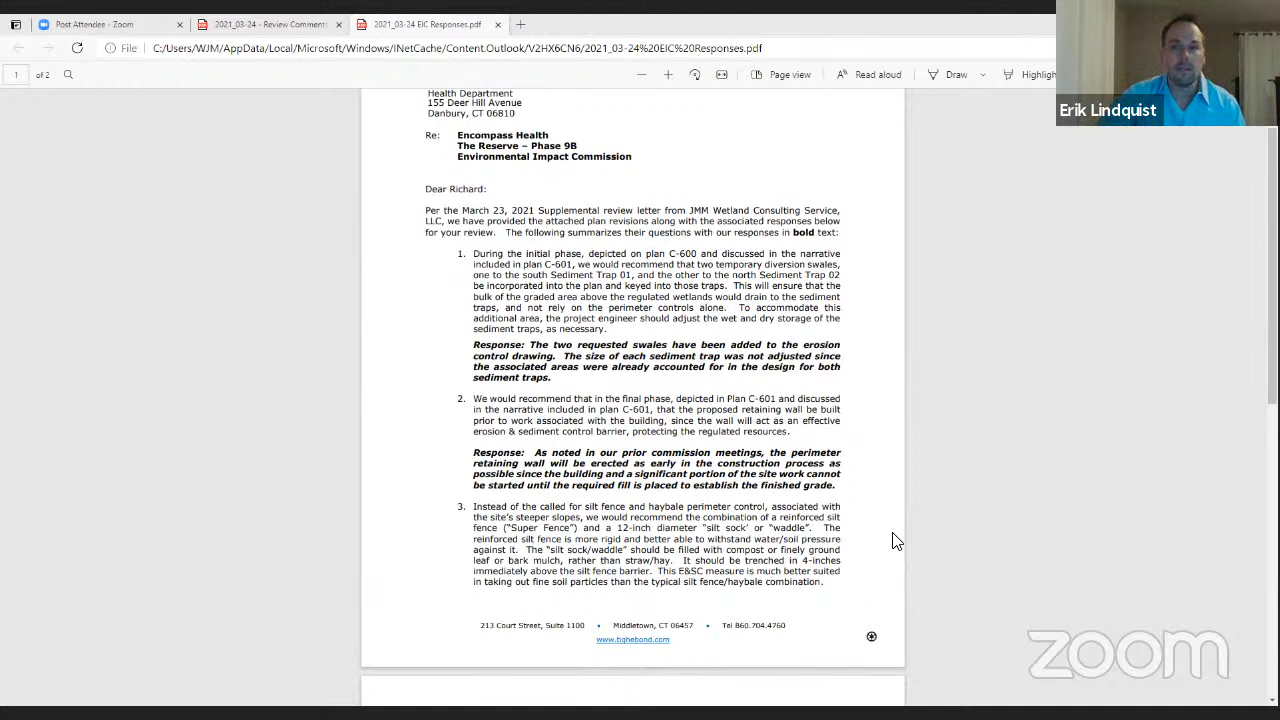 Post Attendee - Zoom
2021_03-24 - Review Comments
2021_03-24 EIC Responses.pdf
File
C:/Users/WJM/AppData/Local/Microsoft/Windows/INetCache/Content.Outlook/V2HX6CN6/2021_03-24%20EIC%20Responses.pdf
1 of 2
Page view
Read aloud
Draw
Highligh
Erik Lindquist
Health Department
155 Deer Hill Avenue
Danbury, CT 06810
Re: Encompass Health
The Reserve – Phase 9B
Environmental Impact Commission
Dear Richard:
Per the March 23, 2021 Supplemental review letter from JMM Wetland Consulting Service,
LLC, we have provided the attached plan revisions along with the associated responses below
for your review. The following summarizes their questions with our responses in bold text:
1. During the initial phase, depicted on plan C-600 and discussed in the narrative
included in plan C-601, we would recommend that two temporary diversion swales,
one to the south Sediment Trap 01, and the other to the north Sediment Trap 02
be incorporated into the plan and keyed into those traps. This will ensure that the
bulk of the graded area above the regulated wetlands would drain to the sediment
traps, and not rely on the perimeter controls alone. To accommodate this
additional area, the project engineer should adjust the wet and dry storage of the
sediment traps, as necessary.
Response: The two requested swales have been added to the erosion
control drawing. The size of each sediment trap was not adjusted since
the associated areas were already accounted for in the design for both
sediment traps.
2. We would recommend that in the final phase, depicted in Plan C-601 and discussed
in the narrative included in plan C-601, that the proposed retaining wall be built
prior to work associated with the building, since the wall will act as an effective
erosion & sediment control barrier, protecting the regulated resources.
Response: As noted in our prior commission meetings, the perimeter
retaining wall will be erected as early in the construction process as
possible since the building and a significant portion of the site work cannot
be started until the required fill is placed to establish the finished grade.
3. Instead of the called for silt fence and haybale perimeter control, associated with
the site's steeper slopes, we would recommend the combination of a reinforced silt
fence ("Super Fence") and a 12-inch diameter "silt sock' or "waddle". The
reinforced silt fence is more rigid and better able to withstand water/soil pressure
against it. The "silt sock/waddle" should be filled with compost or finely ground
leaf or bark mulch, rather than straw/hay. It should be trenched in 4-inches
immediately above the silt fence barrier. This E&SC measure is much better suited
in taking out fine soil particles than the typical silt fence/haybale combination.
213 Court Street, Suite 1100 • Middletown, CT 06457 • Tel 860.704.4760
www.tighebond.com
zoom